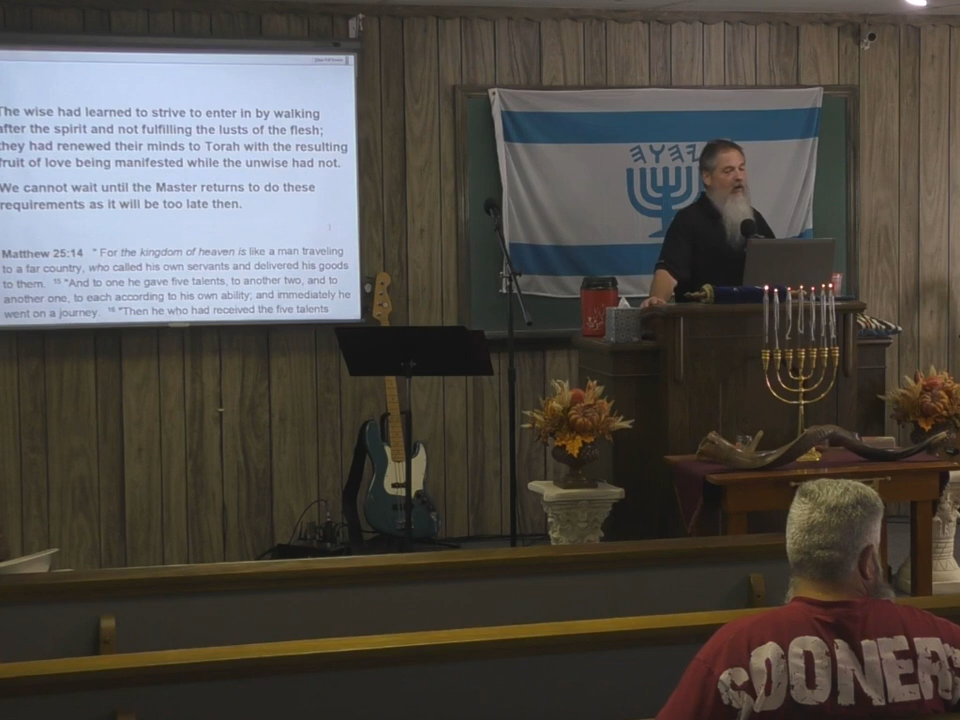 The wise had learned to strive to enter in by walking
after the spirit and not fulfilling the lusts of the flesh;
they had renewed their minds to Torah with the resulting
fruit of love being manifested while the unwise had not.
We cannot wait until the Master returns to do these
requirements as it will be too late then.
Matthew 25:14 " For the kingdom of heaven is like a man traveling
to a far country, who called his own servants and delivered his goods
to them. 15 "And to one he gave five talents, to another two, and to
another one, to each according to his own ability; and immediately he
went on a journey. 16 "Then he who had received the five talents
𐤉𐤄𐤅𐤄
SOONERS